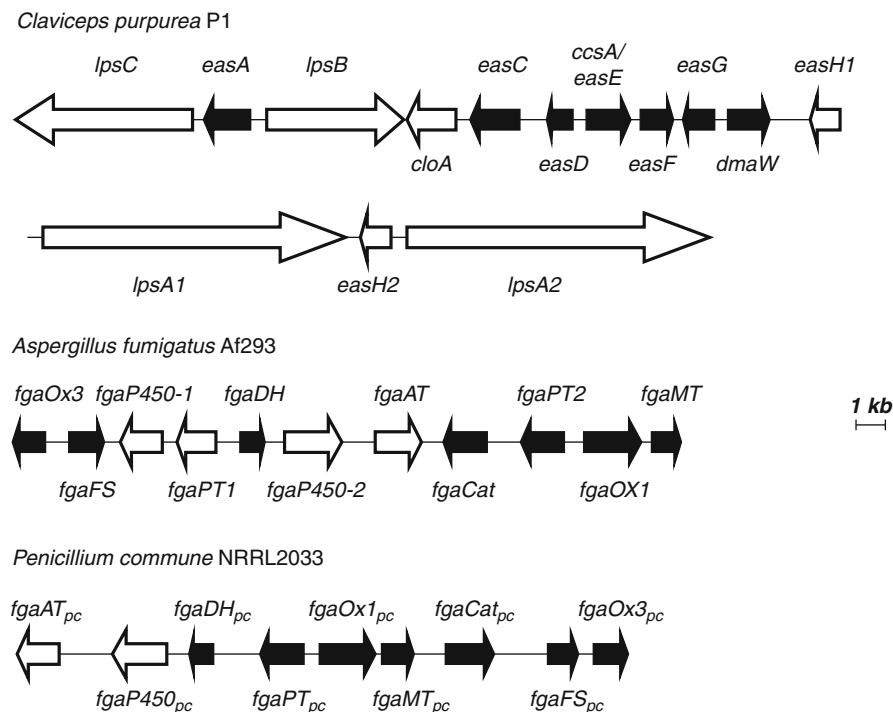 Claviceps purpurea P1
lpsC easA lpsB easC ccsA/ easE easG easH1
cloA easD easF dmaW
lpsA1 easH2 lpsA2
Aspergillus fumigatus Af293
fgaOx3 fgaP450-1 fgaDH fgaAT fgaPT2 fgaMT
1 kb
fgaFS fgaPT1 fgaP450-2 fgaCat fgaOX1
Penicillium commune NRRL2033
fgaATpc fgaDHpc fgaOx1pc fgaCatpc fgaOx3pc
fgaP450pc fgaPTpc fgaMTpc fgaFSpc